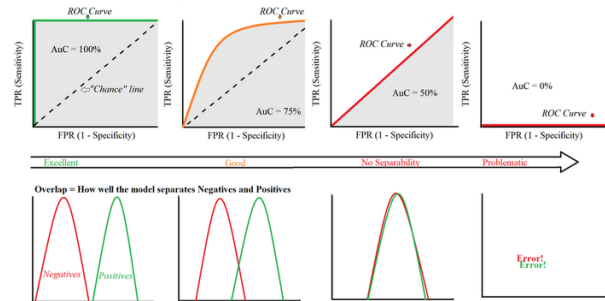 ROC Curve
AuC = 100%
"Chance" line
TPR (Sensitivity)
FPR (1 - Specificity)
ROC Curve
AuC = 75%
TPR (Sensitivity)
FPR (1 - Specificity)
ROC Curve
AuC = 50%
TPR (Sensitivity)
FPR (1 - Specificity)
AuC = 0%
ROC Curve
TPR (Sensitivity)
FPR (1 - Specificity)
Excellent
Good
No Separability
Problematic
Overlap = How well the model separates Negatives and Positives
Negatives
Positives
Error!
Error!